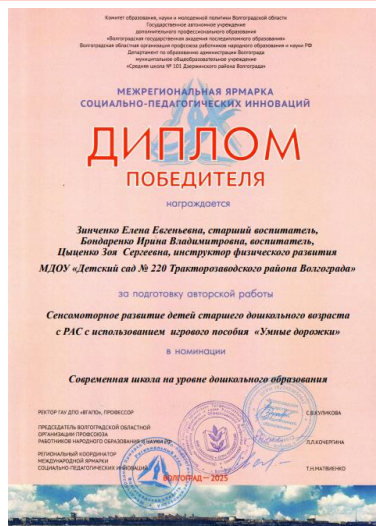 Комитет образования, науки и молодежной политики Волгоградской области
Государственное автономное учреждение
дополнительного профессионального образования
«Волгоградская государственная академия последипломного образования»
Волгоградская областная организация профсоюза работников народного образования и науки РФ
Департамент по образованию администрации Волгограда
муниципальное общеобразовательное учреждение
«Средняя школа № 101 Дзержинского района Волгограда»
МЕЖРЕГИОНАЛЬНАЯ ЯРМАРКА
СОЦИАЛЬНО-ПЕДАГОГИЧЕСКИХ ИННОВАЦИЙ
ДИПЛОМ
ПОБЕДИТЕЛЯ
награждается
Зинченко Елена Евгеньевна, старший воспитатель,
Бондаренко Ирина Владимитровна, воспитатель,
Цыценко Зоя Сергеевна, инструктор физического развития
МДОУ «Детский сад № 220 Тракторозаводского района Волгограда»
за подготовку авторской работы
Сенсомоторное развитие детей старшего дошкольного возраста
с РАС с использованием игрового пособия «Умные дорожки»
в номинации
Современная школа на уровне дошкольного образования
РЕКТОР ГАУ ДПО «ВГАПО», ПРОФЕССОР
С.В.КУЛИКОВА
ПРЕДСЕДАТЕЛЬ ВОЛГОГРАДСКОЙ ОБЛАСТНОЙ
ОРГАНИЗАЦИИ ПРОФСОЮЗА
РАБОТНИКОВ НАРОДНОГО ОБРАЗОВАНИЯ И НАУКИ РФ
Л.Л.КОЧЕРГИНА
РЕГИОНАЛЬНЫЙ КООРДИНАТОР
МЕЖДУНАРОДНОЙ ЯРМАРКИ
СОЦИАЛЬНО-ПЕДАГОГИЧЕСКИХ ИННОВАЦИЙ
Т.Н.МАТВИЕНКО
ВОЛГОГРАД—2025